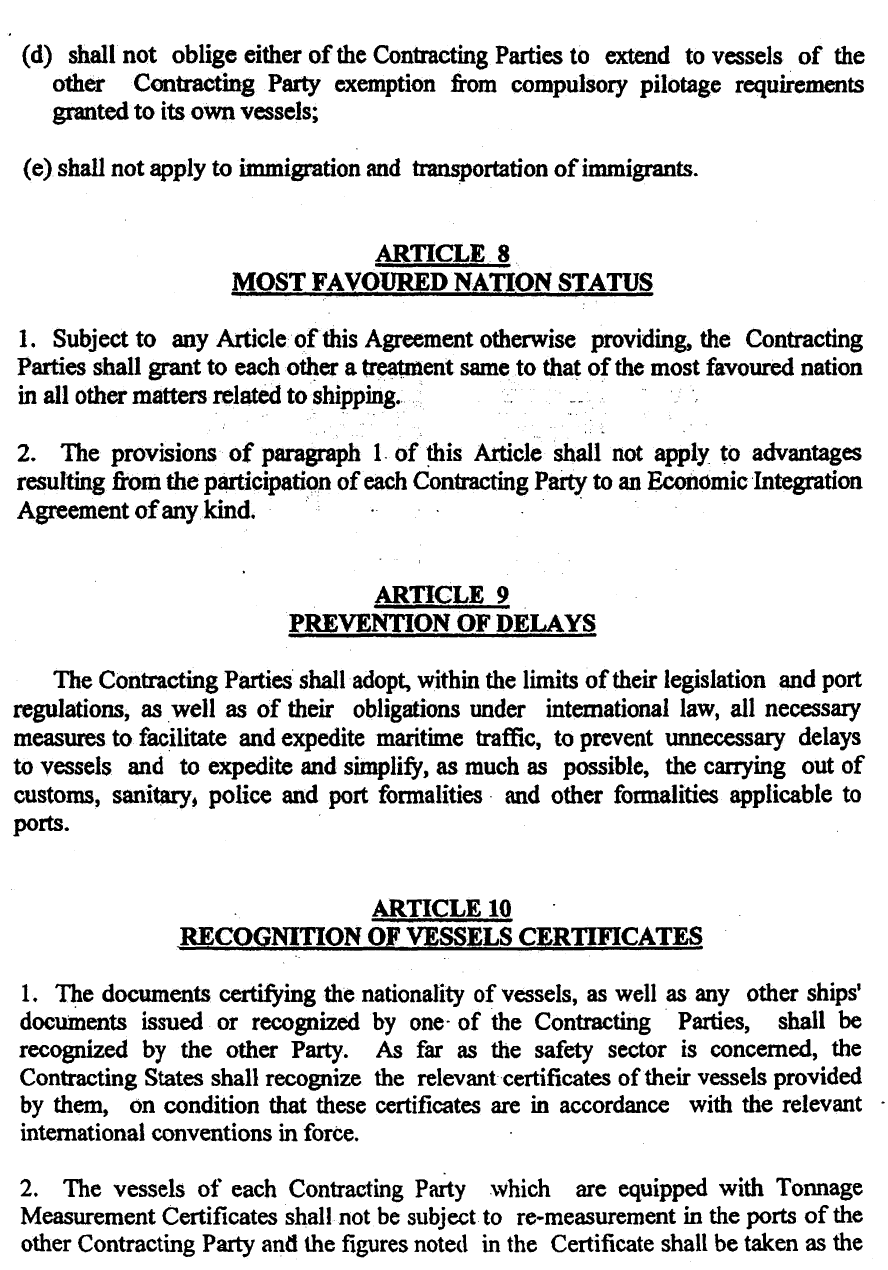 (d) shall not oblige either of the Contracting Parties to extend to vessels of the
other Contracting Party exemption from compulsory pilotage requirements
granted to its own vessels;
(e) shall not apply to immigration and transportation of immigrants.
ARTICLE 8
MOST FAVOURED NATION STATUS
1. Subject to any Article of this Agreement otherwise providing, the Contracting
Parties shall grant to each other a treatment same to that of the most favoured nation
in all other matters related to shipping.
2. The provisions of paragraph 1 of this Article shall not apply to advantages
resulting from the participation of each Contracting Party to an Economic Integration
Agreement of any kind.
ARTICLE 9
PREVENTION OF DELAYS
The Contracting Parties shall adopt, within the limits of their legislation and port
regulations, as well as of their obligations under international law, all necessary
measures to facilitate and expedite maritime traffic, to prevent unnecessary delays
to vessels and to expedite and simplify, as much as possible, the carrying out of
customs, sanitary, police and port formalities and other formalities applicable to
ports.
ARTICLE 10
RECOGNITION OF VESSELS CERTIFICATES
1. The documents certifying the nationality of vessels, as well as any other ships'
documents issued or recognized by one of the Contracting Parties, shall be
recognized by the other Party. As far as the safety sector is concerned, the
Contracting States shall recognize the relevant certificates of their vessels provided
by them, on condition that these certificates are in accordance with the relevant
international conventions in force.
2. The vessels of each Contracting Party which are equipped with Tonnage
Measurement Certificates shall not be subject to re-measurement in the ports of the
other Contracting Party and the figures noted in the Certificate shall be taken as the